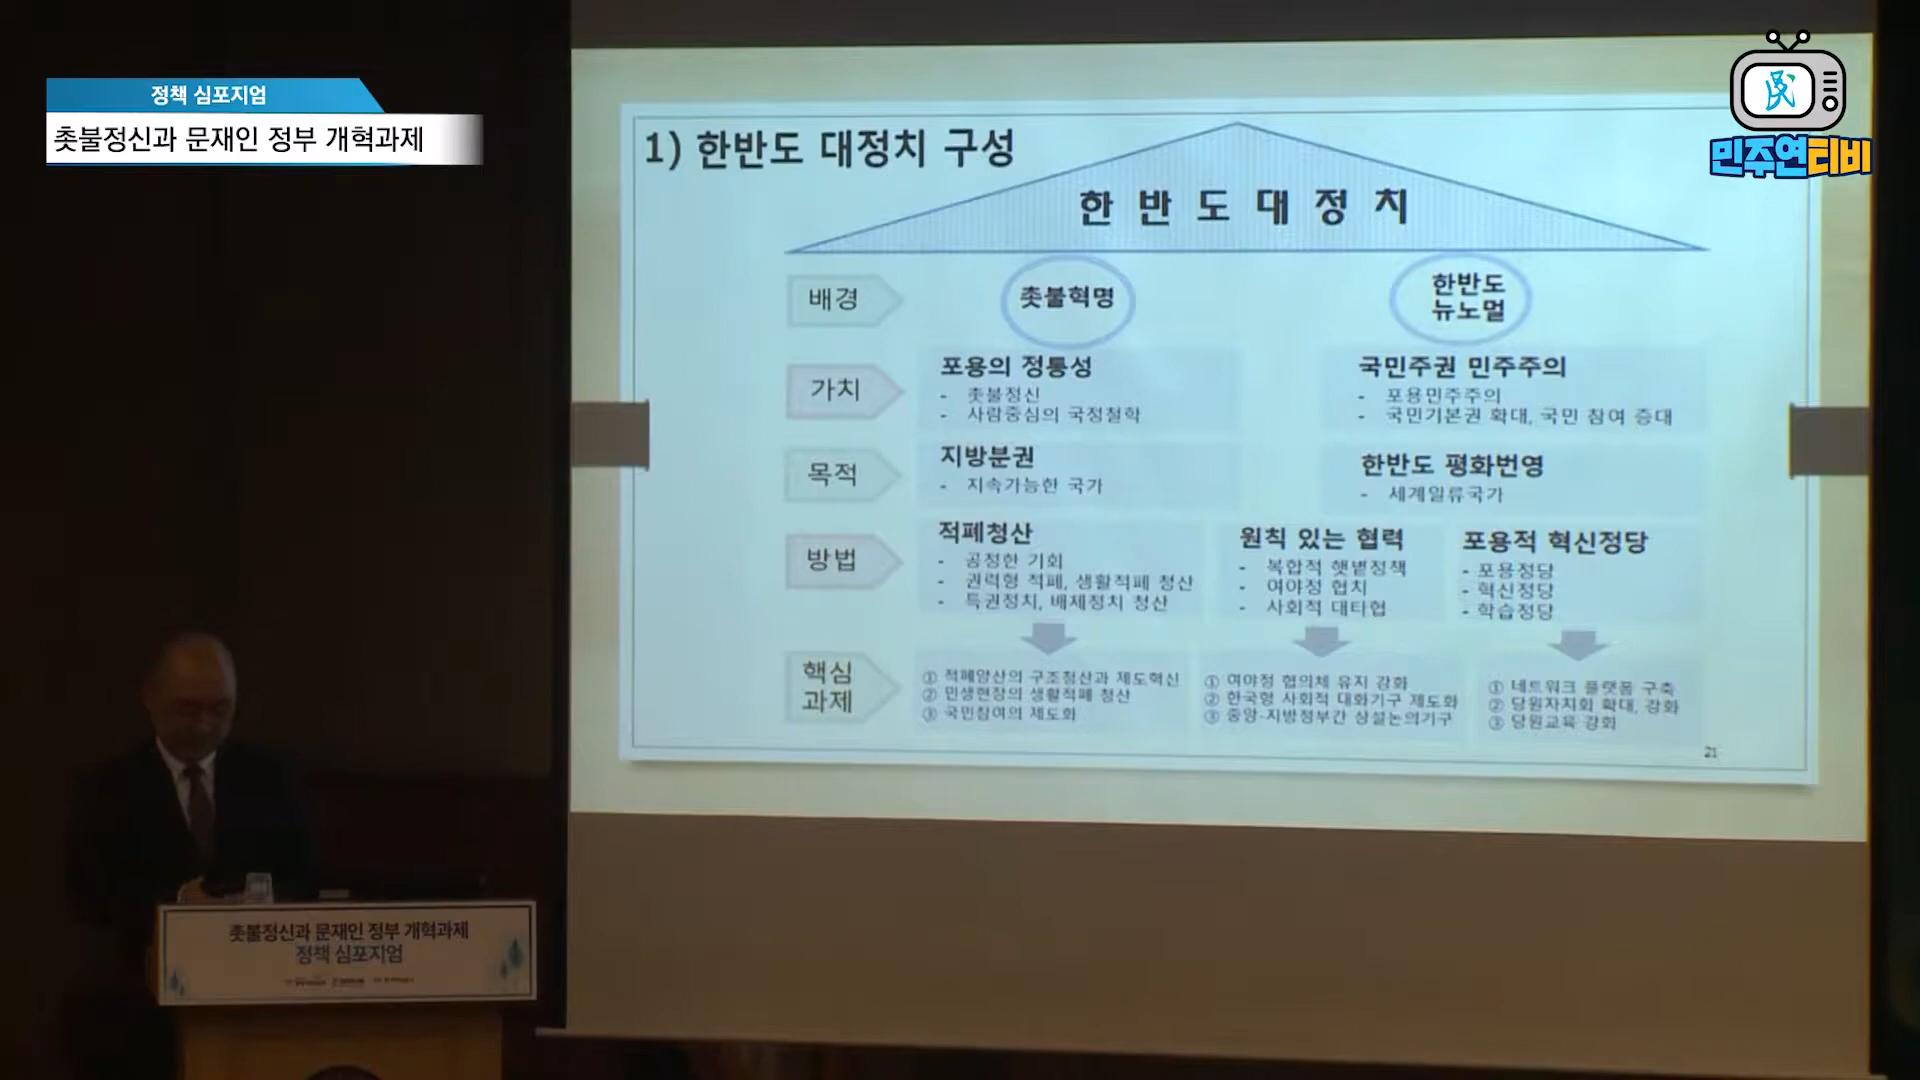 정책 심포지엄
촛불정신과 문재인 정부 개혁과제
民
민주연티비
1) 한반도 대정치 구성
한 반 도 대 정 치
배경
촛불혁명
한반도
뉴노멀
가치
포용의 정통성
- 촛불정신
- 사람중심의 국정철학
국민주권 민주주의
- 포용민주주의
- 국민기본권 확대, 국민 참여 증대
목적
지방분권
- 지속가능한 국가
한반도 평화번영
- 세계일류국가
방법
적폐청산
- 공정한 기회
- 권력형 적폐, 생활적폐 청산
- 특권정치, 배제정치 청산
원칙 있는 협력
- 복합적 햇볕정책
- 여야정 협치
- 사회적 대타협
포용적 혁신정당
- 포용정당
- 혁신정당
- 학습정당
핵심
과제
① 적폐양산의 구조청산과 제도혁신
② 민생현장의 생활적폐 청산
③ 국민참여의 제도화
① 여야정 협의체 유지 강화
② 한국형 사회적 대화기구 제도화
③ 중앙-지방정부간 상설논의기구
① 네트워크 플랫폼 구축
② 당원자치회 확대, 강화
③ 당원교육 강화
21
촛불정신과 문재인 정부 개혁과제
정책 심포지엄